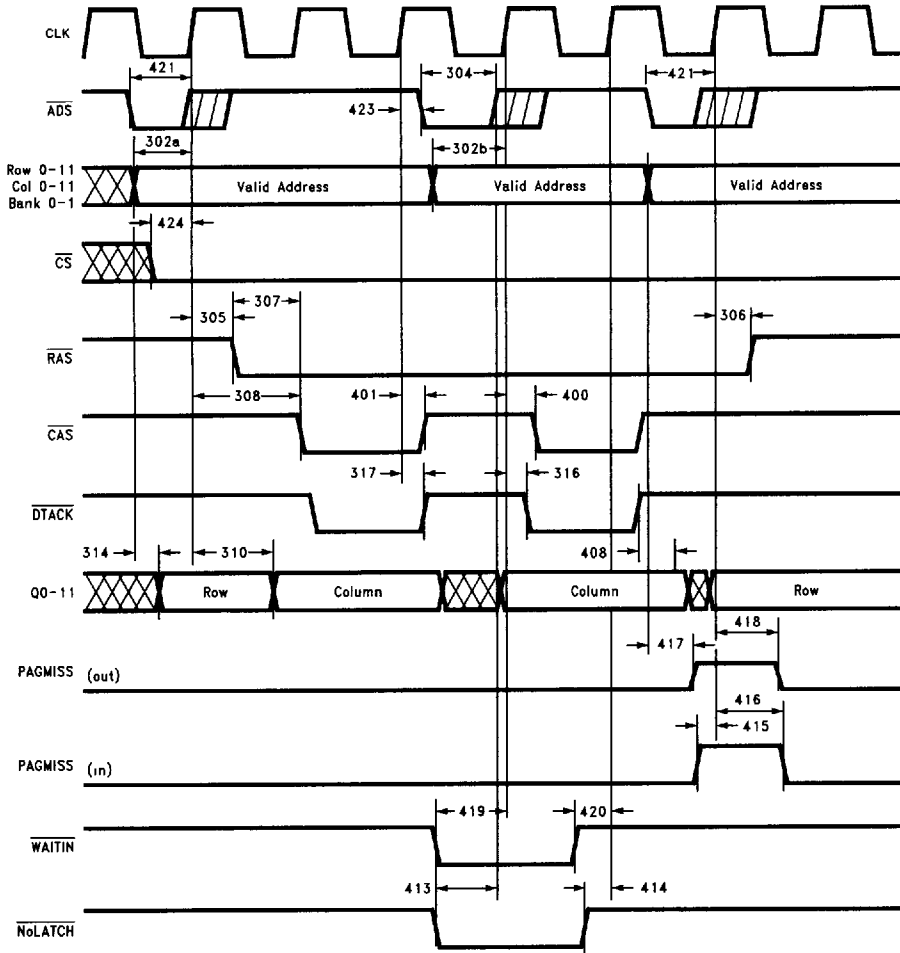 CLK
421
304
421
ADS
423
302a
302b
Row 0-11
Col 0-11
Bank 0-1
Valid Address
Valid Address
Valid Address
424
CS
307
305
306
RAS
308
401
400
CAS
317
316
DTACK
314
310
408
Q0-11
Row
Column
Column
Row
418
417
PAGMISS (out)
416
415
PAGMISS (in)
419
420
WAITIN
413
414
NoLATCH